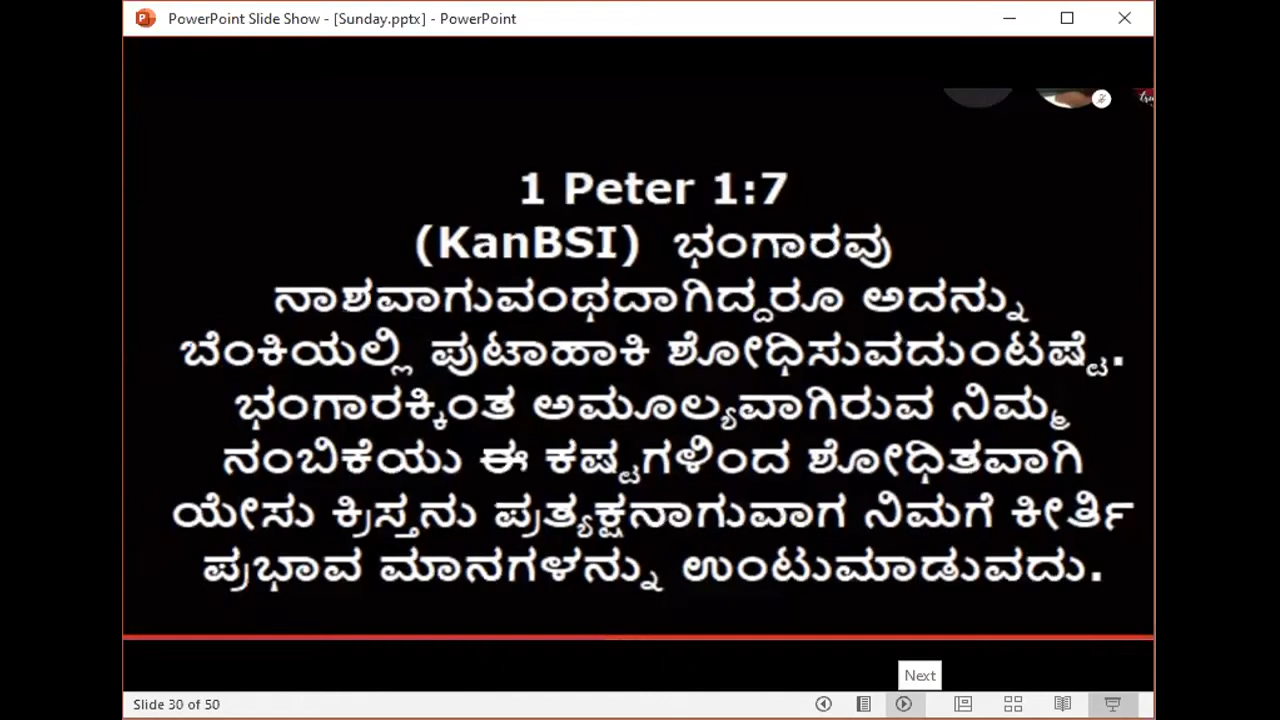 PowerPoint Slide Show - [Sunday.pptx] - PowerPoint
1 Peter 1:7
(KanBSI) ಭಂಗಾರವು
ನಾಶವಾಗುವಂಥದಾಗಿದ್ದರೂ ಅದನ್ನು
ಬೆಂಕಿಯಲ್ಲಿ ಪುಟಾಹಾಕಿ ಶೋಧಿಸುವದುಂಟಷ್ಟೆ.
ಭಂಗಾರಕ್ಕಿಂತ ಅಮೂಲ್ಯವಾಗಿರುವ ನಿಮ್ಮ
ನಂಬಿಕೆಯು ಈ ಕಷ್ಟಗಳಿಂದ ಶೋಧಿತವಾಗಿ
ಯೇಸು ಕ್ರಿಸ್ತನು ಪ್ರತ್ಯಕ್ಷನಾಗುವಾಗ ನಿಮಗೆ ಕೀರ್ತಿ
ಪ್ರಭಾವ ಮಾನಗಳನ್ನು ಉಂಟುಮಾಡುವದು.
Next
Slide 30 of 50